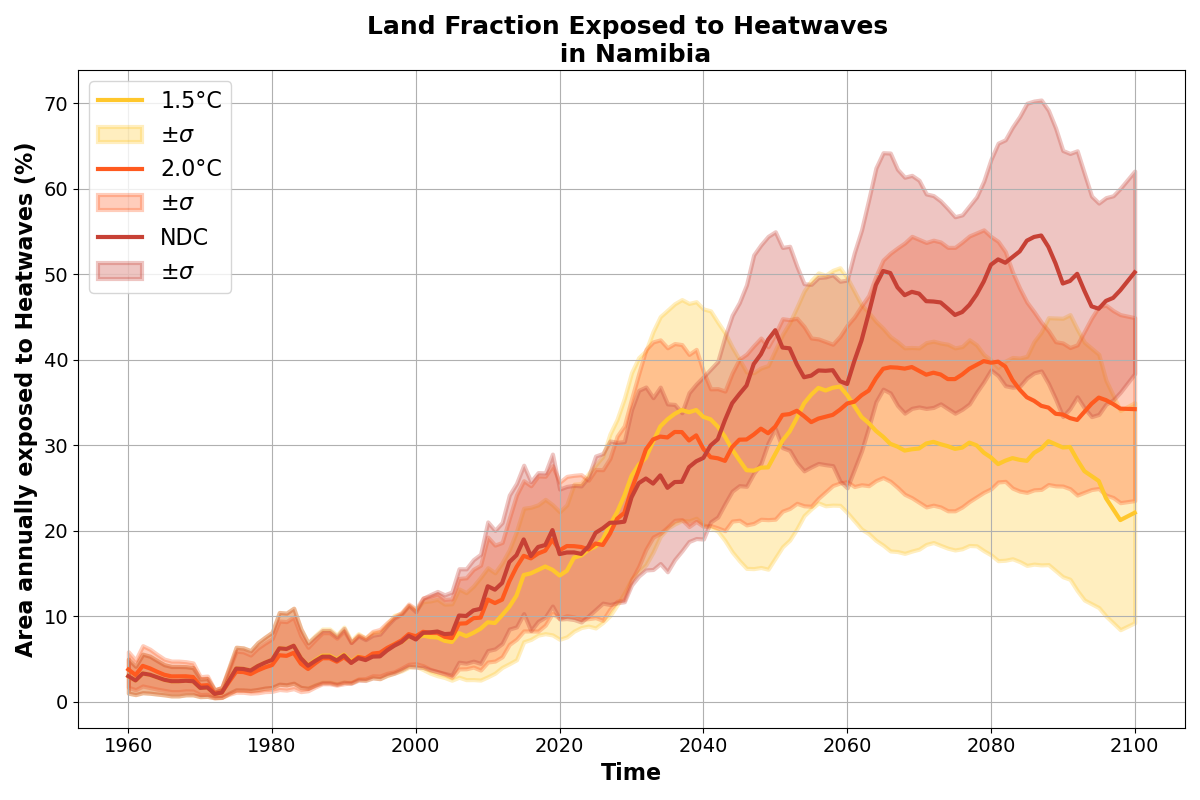 Land Fraction Exposed to Heatwaves
in Namibia
Area annually exposed to Heatwaves (%)
70
60
50
40
30
20
10
0
1.5°C
±σ
2.0°C
±σ
NDC
±σ
1960 1980 2000 2020 2040 2060 2080 2100
Time